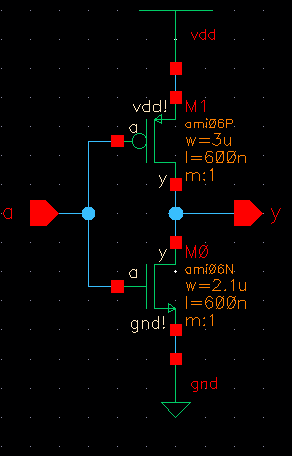 vdd
vdd!
M1
a
ami06P
w=3u
l=600n
m:1
y
a
y
y
M0
a
ami06N
w=2.1u
l=600n
gnd!
m:1
gnd